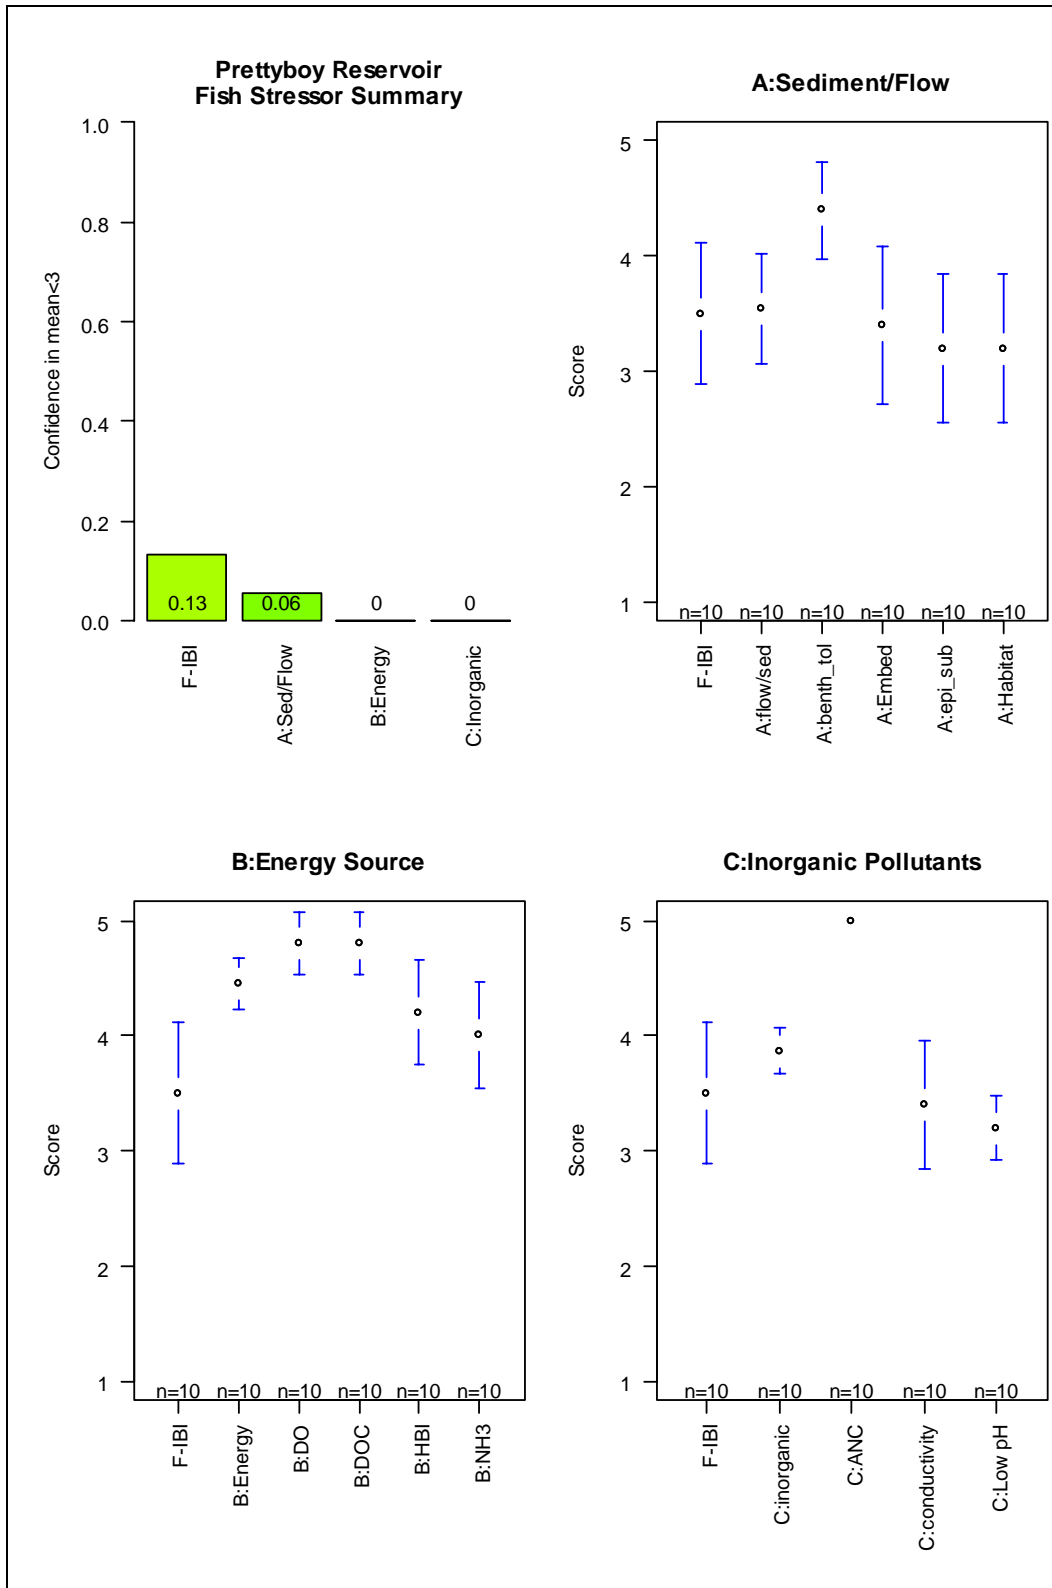 Prettyboy Reservoir
Fish Stressor Summary
Confidence in mean<3
1.0
0.8
0.6
0.4
0.2
0.0
0.13
0.06
0
0
F-IBI
A:Sed/Flow
B:Energy
C:Inorganic
A:Sediment/Flow
Score
5
4
3
2
1
n=10 n=10 n=10 n=10 n=10 n=10
F-IBI
A:flow/sed
A:benth_tol
A:Embed
A:epi_sub
A:Habitat
B:Energy Source
Score
5
4
3
2
1
n=10 n=10 n=10 n=10 n=10 n=10
F-IBI
B:Energy
B:DO
B:DOC
B:HBI
B:NH3
C:Inorganic Pollutants
Score
5
4
3
2
1
n=10 n=10 n=10 n=10 n=10
F-IBI
C:inorganic
C:ANC
C:conductivity
C:Low pH